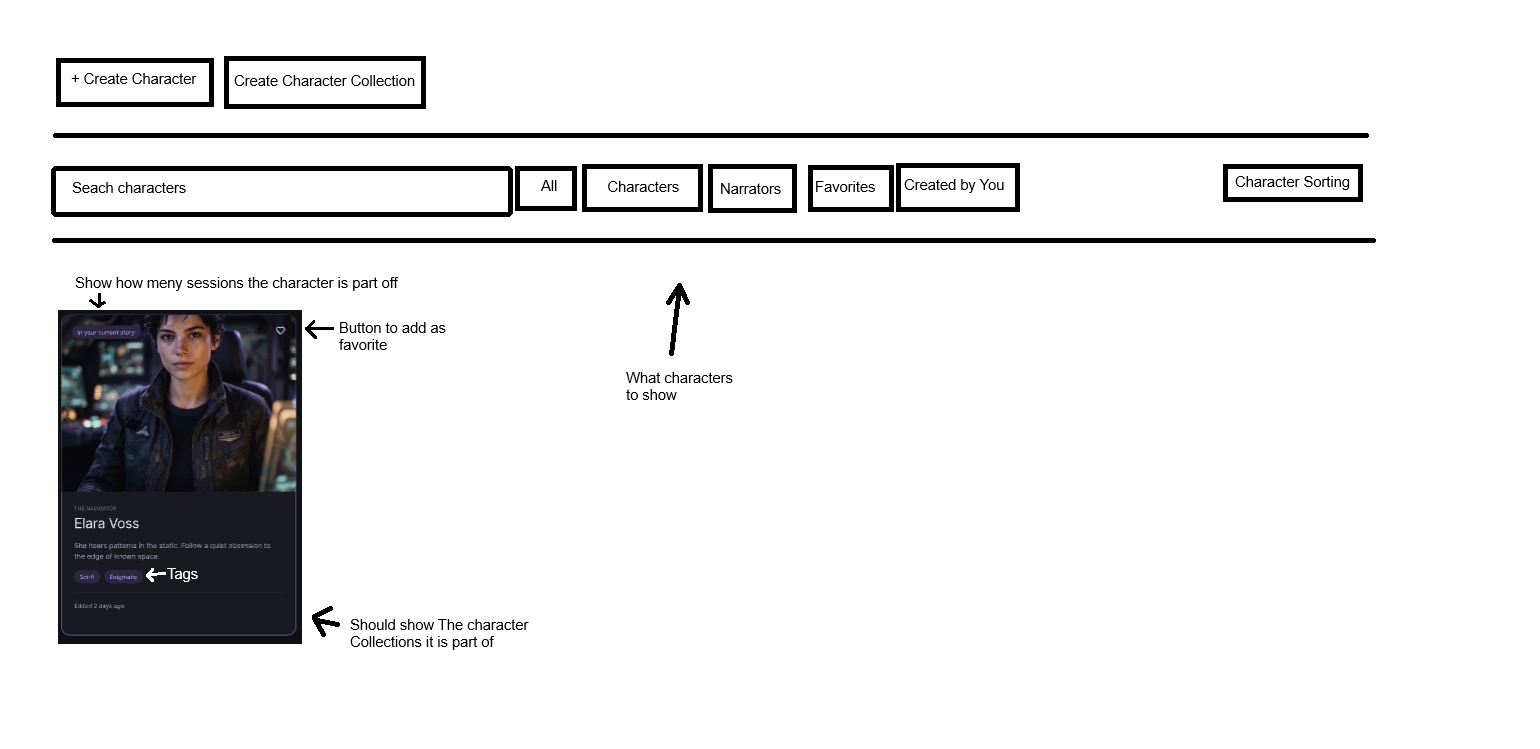 + Create Character
Create Character Collection
Seach characters
All
Characters
Narrators
Favorites
Created by You
Character Sorting
Show how meny sessions the character is part off
In your current story
Button to add as
favorite
What characters
to show
THE NAVIGATOR
Elara Voss
She hears patterns in the static. Follow a quiet obsession to
the edge of known space.
Sci-fi
Enigmatic
Tags
Edited 2 days ago
Should show The character
Collections it is part of